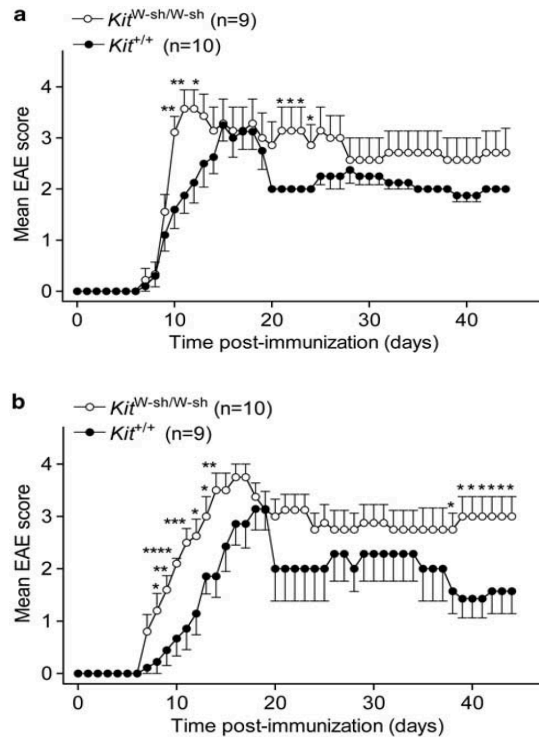 a
Kit^W-sh/W-sh (n=9)
Kit^+/+ (n=10)
** *
**
* * *
*
4
3
2
1
0
Mean EAE score
0 10 20 30 40
Time post-immunization (days)
b
Kit^W-sh/W-sh (n=10)
Kit^+/+ (n=9)
**
*
*
***
****
**
*
* * * * * *
*
4
3
2
1
0
Mean EAE score
0 10 20 30 40
Time post-immunization (days)